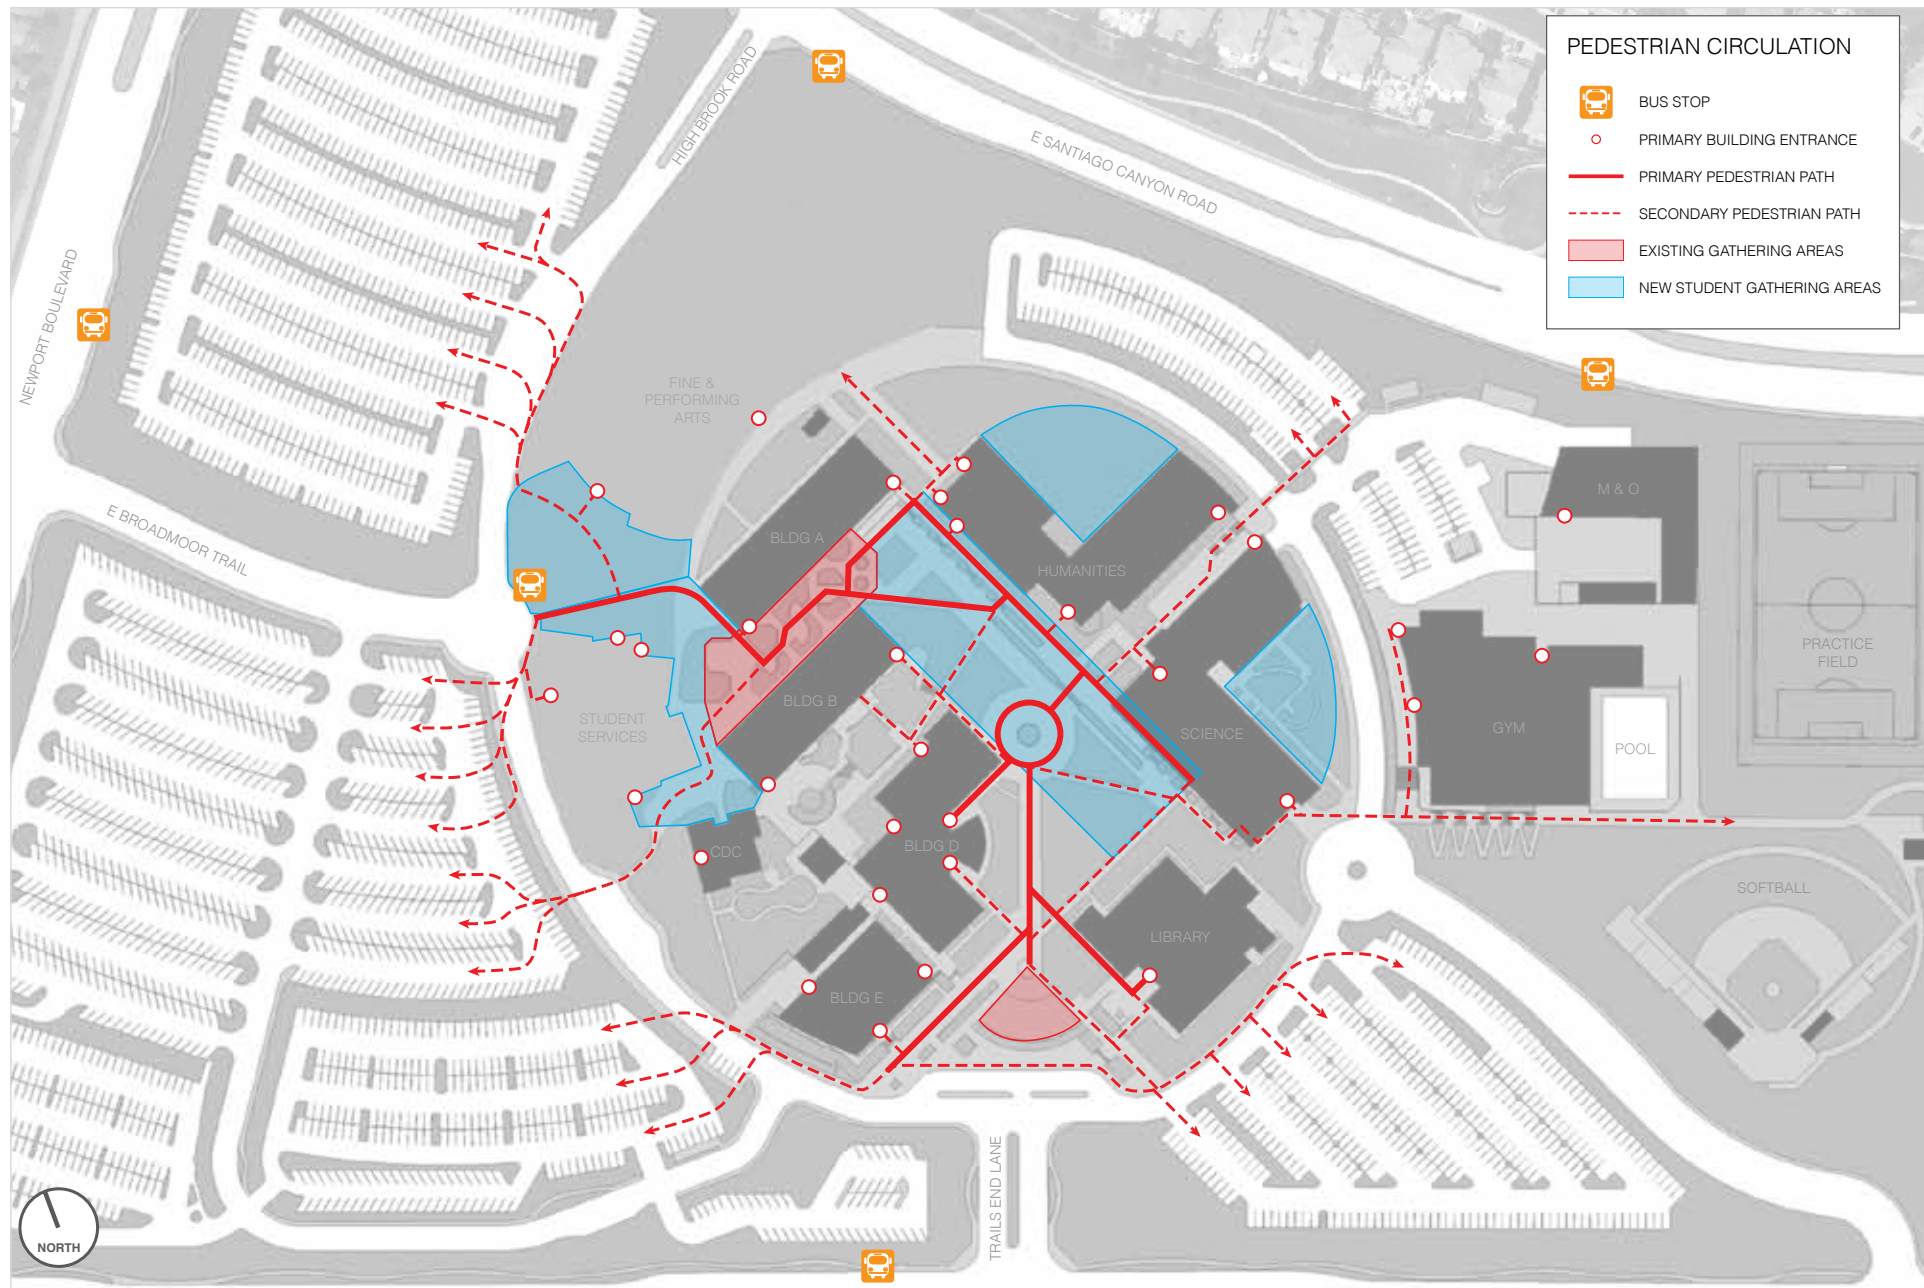 PEDESTRIAN CIRCULATION
BUS STOP
PRIMARY BUILDING ENTRANCE
PRIMARY PEDESTRIAN PATH
SECONDARY PEDESTRIAN PATH
EXISTING GATHERING AREAS
NEW STUDENT GATHERING AREAS
HIGH BROOK ROAD
E SANTIAGO CANYON ROAD
NEWPORT BOULEVARD
E BROADMOOR TRAIL
FINE &
PERFORMING
ARTS
BLDG A
HUMANITIES
M & O
PRACTICE
FIELD
BLDG B
STUDENT
SERVICES
SCIENCE
GYM
POOL
CDC
BLDG D
SOFTBALL
LIBRARY
BLDG E
TRAILS END LANE
NORTH